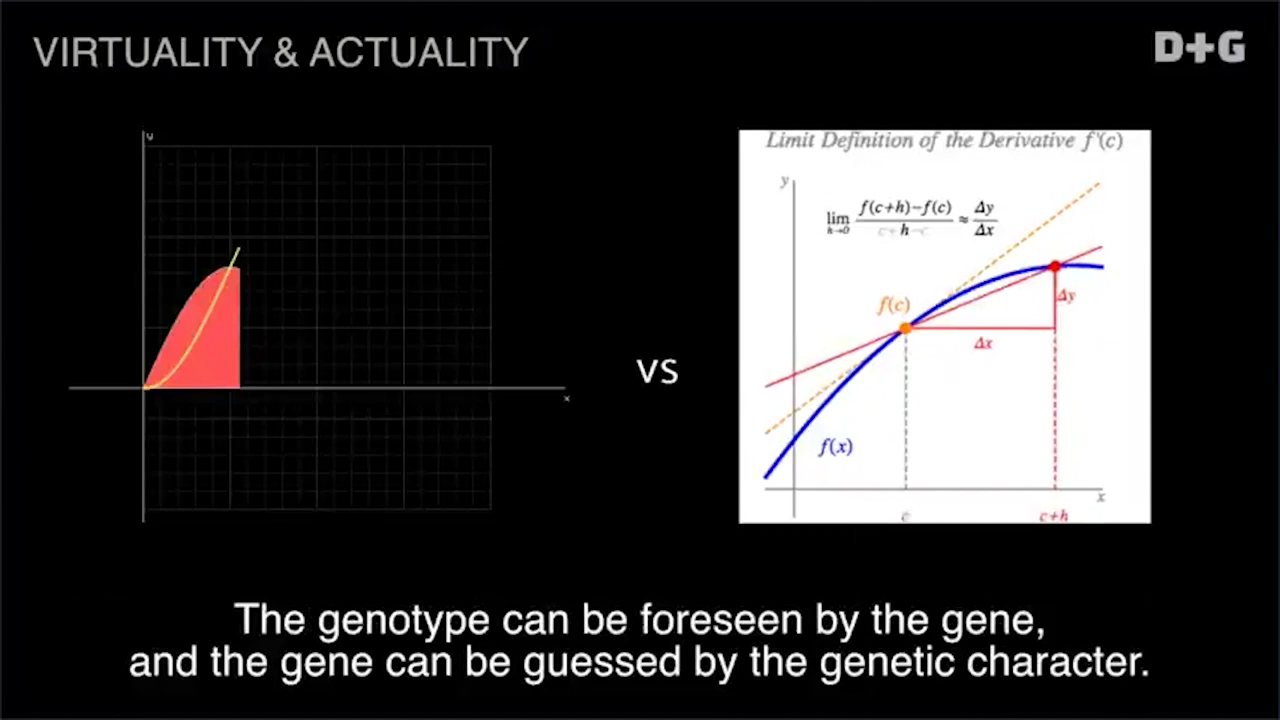 VIRTUALITY & ACTUALITY
D+G
y
x
vs
Limit Definition of the Derivative f'(c)
y
lim h→0 f(c+h)−f(c) / h ≈ Δy / Δx
f(c)
Δy
Δx
f(x)
x
c
c+h
The genotype can be foreseen by the gene,
and the gene can be guessed by the genetic character.